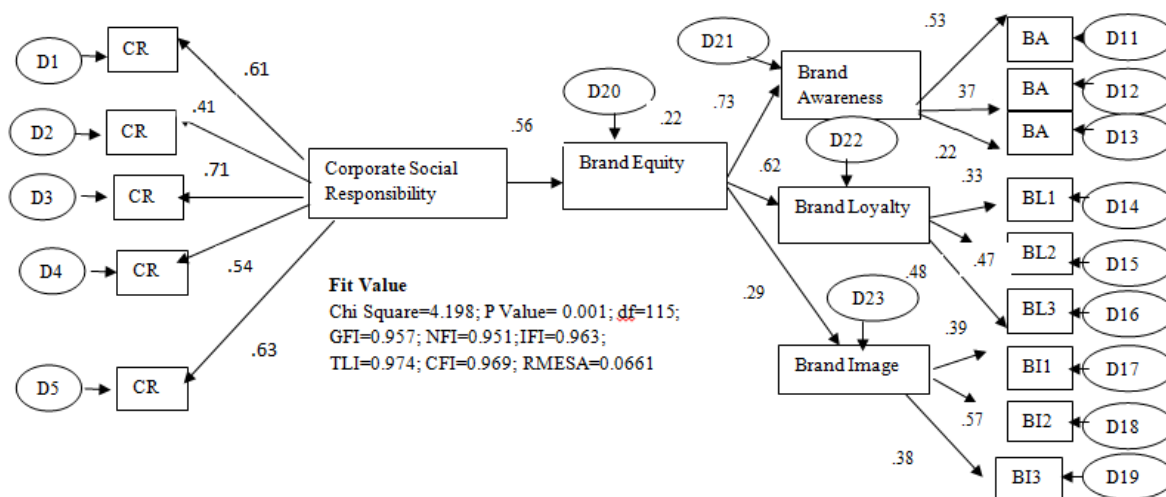 D1
CR
.61
D2
CR
.41
D3
CR
.71
D4
CR
.54
D5
CR
.63
Corporate Social
Responsibility
.56
D20
.22
Brand Equity
Fit Value
Chi Square=4.198; P Value= 0.001; df=115;
GFI=0.957; NFI=0.951;IFI=0.963;
TLI=0.974; CFI=0.969; RMESA=0.0661
D21
.73
Brand
Awareness
.62
D22
Brand Loyalty
.29
D23
Brand Image
.53
BA
D11
37
BA
D12
.22
BA
D13
.33
BL1
D14
.47
BL2
D15
.48
BL3
D16
.39
BI1
D17
.57
BI2
D18
.38
BI3
D19